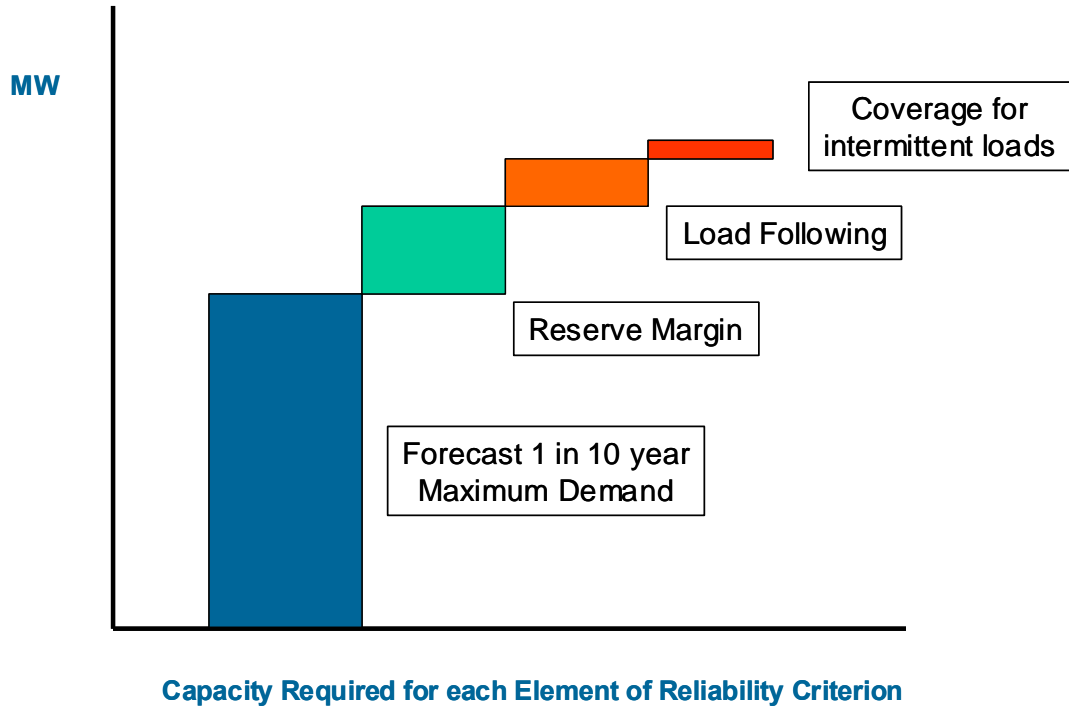 MW
Coverage for
intermittent loads
Load Following
Reserve Margin
Forecast 1 in 10 year
Maximum Demand
Capacity Required for each Element of Reliability Criterion